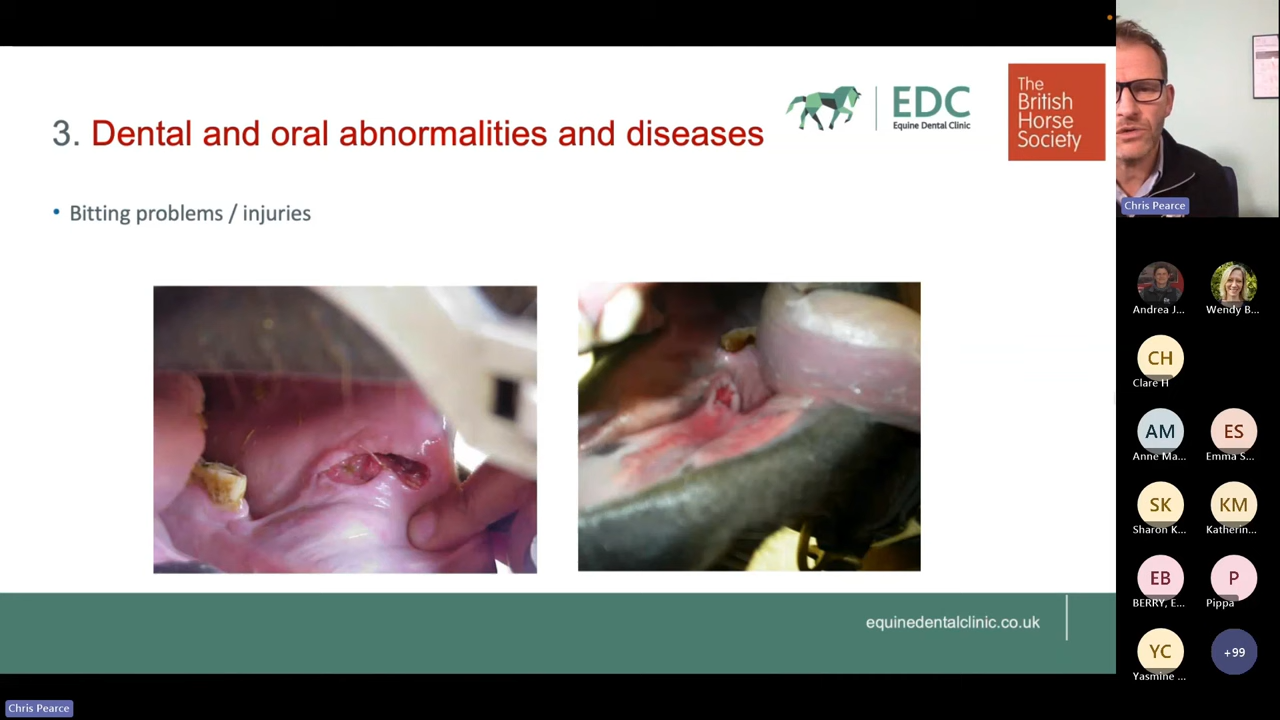 3. Dental and oral abnormalities and diseases
EDC
Equine Dental Clinic
The
British
Horse
Society
• Bitting problems / injuries
equinedentalclinic.co.uk
Chris Pearce
Andrea J...
Wendy B...
CH
Clare H
AM
ES
Anne Ma...
Emma S...
SK
KM
Sharon K...
Katherin...
EB
P
BERRY, E...
Pippa
YC
+99
Yasmine ...
Chris Pearce